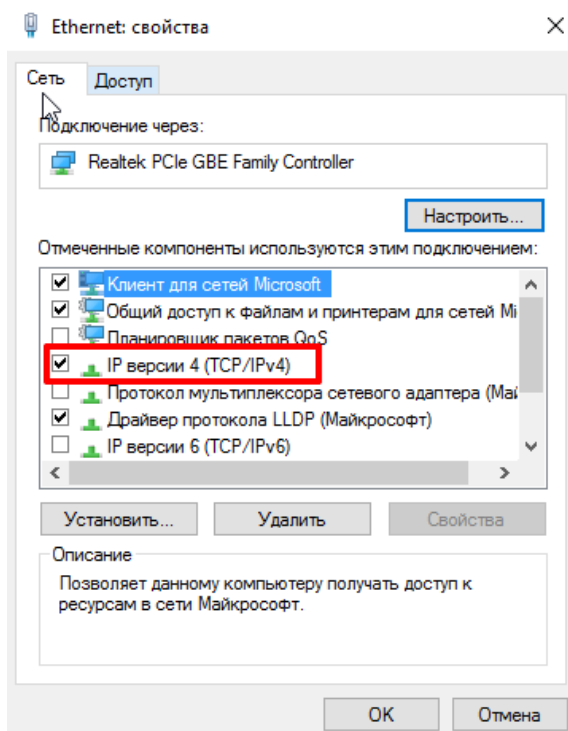 Ethernet: свойства
Сеть
Доступ
Подключение через:
Realtek PCIe GBE Family Controller
Настроить...
Отмеченные компоненты используются этим подключением:
Клиент для сетей Microsoft
Общий доступ к файлам и принтерам для сетей Mi
Планировщик пакетов QoS
IP версии 4 (TCP/IPv4)
Протокол мультиплексора сетевого адаптера (Май
Драйвер протокола LLDP (Майкрософт)
IP версии 6 (TCP/IPv6)
Установить...
Удалить
Свойства
Описание
Позволяет данному компьютеру получать доступ к
ресурсам в сети Майкрософт.
OK
Отмена